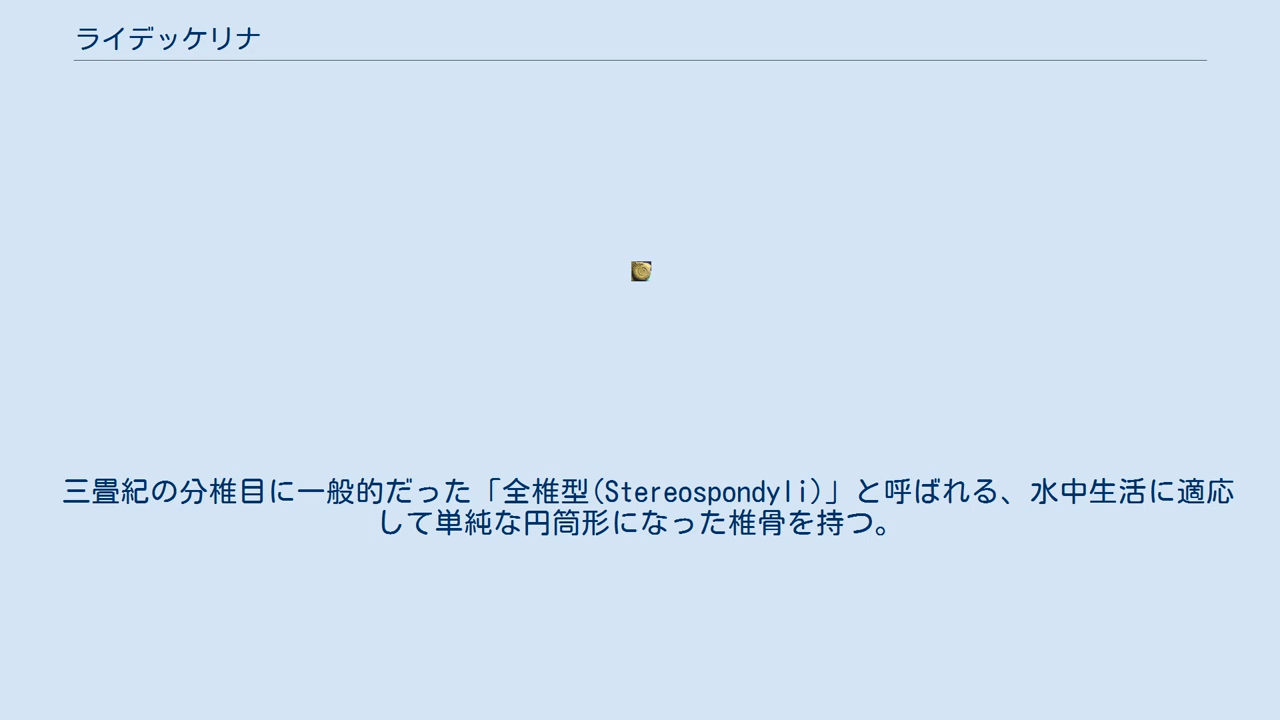 ライデッケリナ
三畳紀の分椎目に一般的だった「全椎型(Stereospondyli)」と呼ばれる、水中生活に適応
して単純な円筒形になった椎骨を持つ。